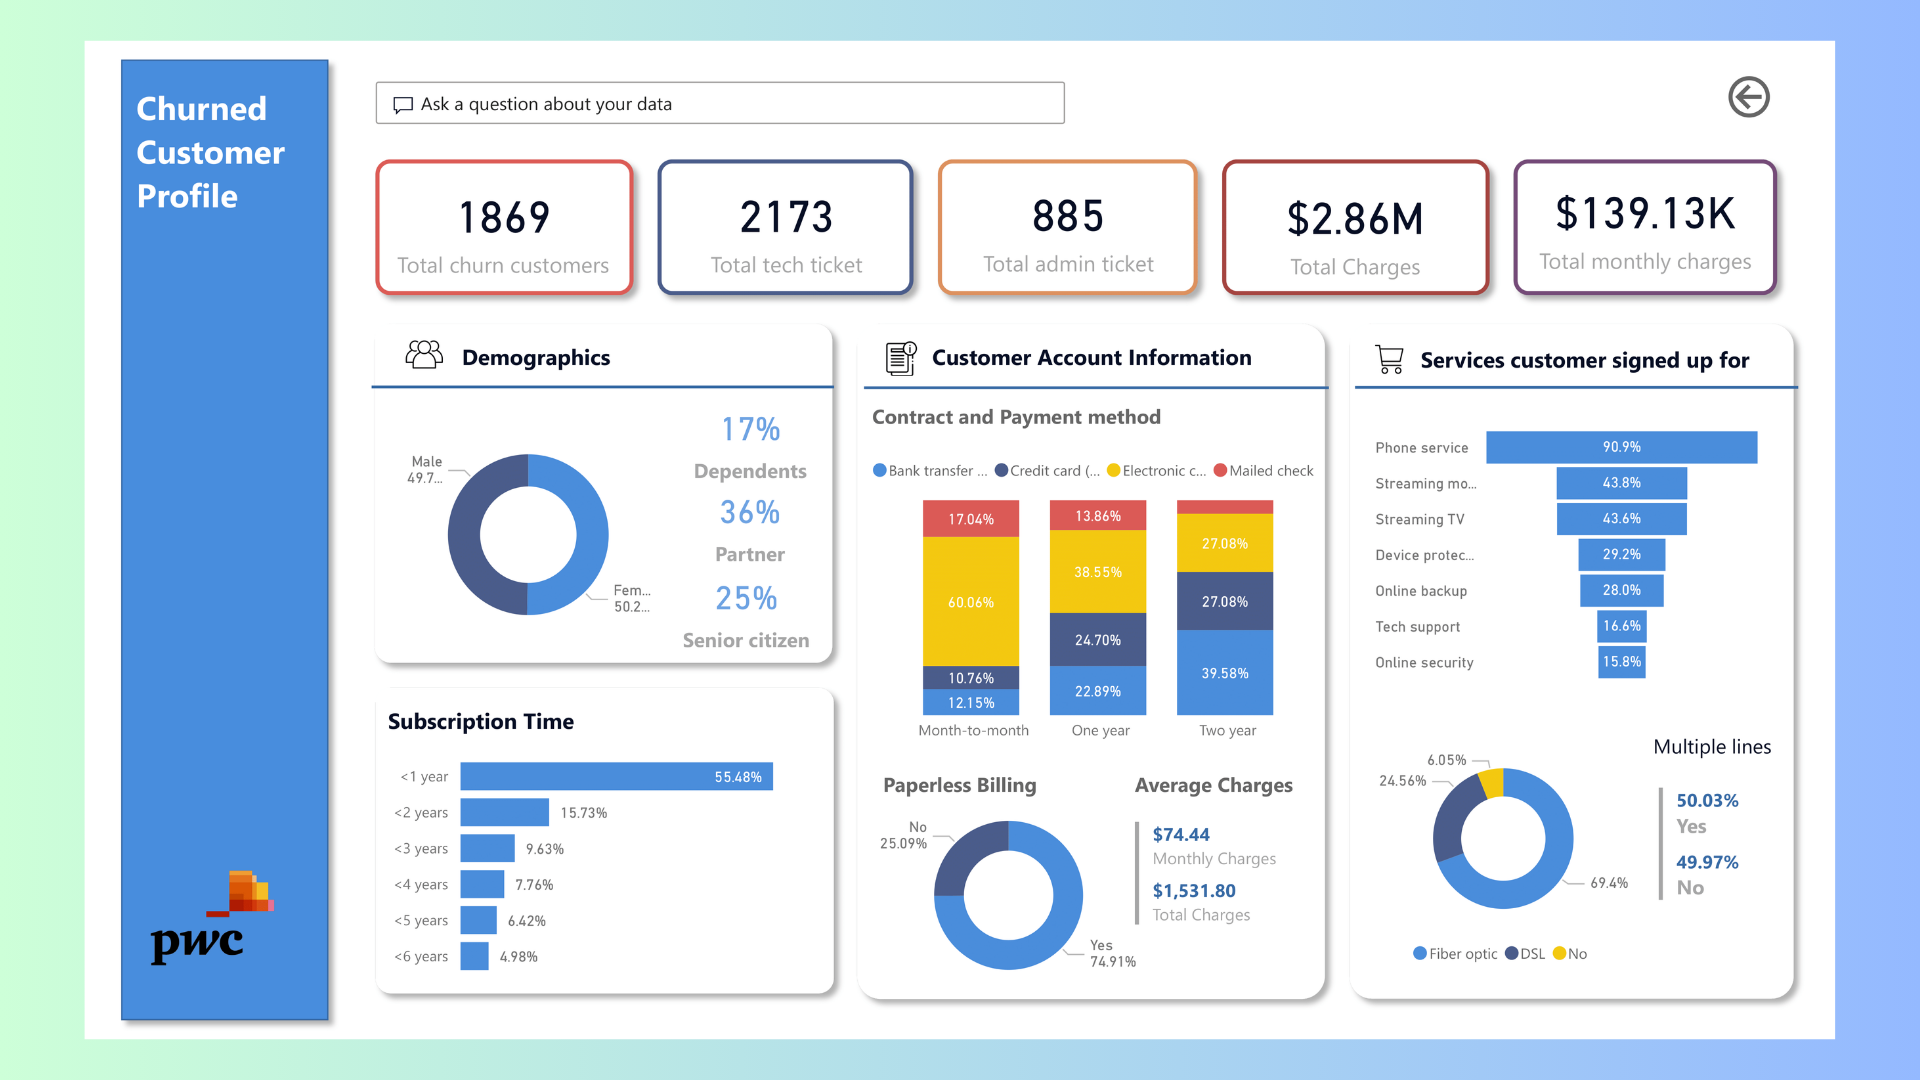 Churned
Customer
Profile
pwc
Ask a question about your data
1869
Total churn customers
2173
Total tech ticket
885
Total admin ticket
$2.86M
Total Charges
$139.13K
Total monthly charges
Demographics
Male
49.7...
Fem...
50.2...
17%
Dependents
36%
Partner
25%
Senior citizen
Subscription Time
<1 year 55.48%
<2 years 15.73%
<3 years 9.63%
<4 years 7.76%
<5 years 6.42%
<6 years 4.98%
Customer Account Information
Contract and Payment method
Bank transfer ... Credit card (... Electronic c... Mailed check
17.04%
60.06%
10.76%
12.15%
Month-to-month
13.86%
38.55%
24.70%
22.89%
One year
27.08%
27.08%
39.58%
Two year
Paperless Billing
No
25.09%
Yes
74.91%
Average Charges
$74.44
Monthly Charges
$1,531.80
Total Charges
Services customer signed up for
Phone service 90.9%
Streaming mo... 43.8%
Streaming TV 43.6%
Device protec... 29.2%
Online backup 28.0%
Tech support 16.6%
Online security 15.8%
6.05%
24.56%
69.4%
Fiber optic DSL No
Multiple lines
50.03%
Yes
49.97%
No